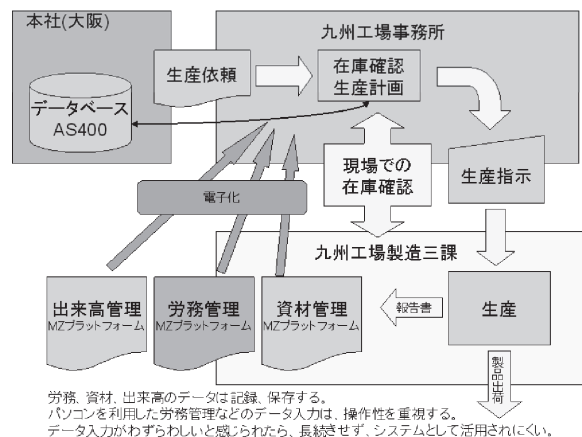 本社(大阪)
九州工場事務所
データベース
AS400
生産依頼
在庫確認
生産計画
現場での
在庫確認
生産指示
電子化
九州工場製造三課
出来高管理
MZプラットフォーム
労務管理
MZプラットフォーム
資材管理
MZプラットフォーム
報告書
生産
製品出荷
労務、資材、出来高のデータは記録、保存する。
パソコンを利用した労務管理などのデータ入力は、操作性を重視する。
データ入力がわずらわしいと感じられたら、長続きせず、システムとして活用されにくい。